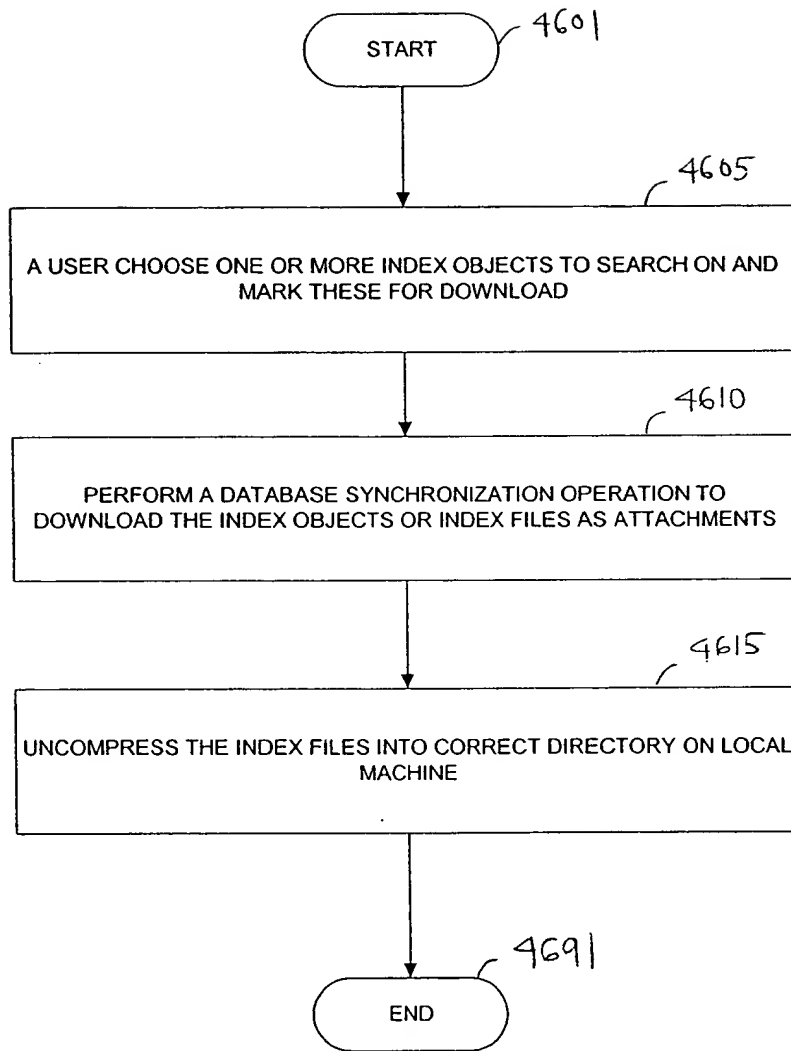 START
4601
4605
A USER CHOOSE ONE OR MORE INDEX OBJECTS TO SEARCH ON AND
MARK THESE FOR DOWNLOAD
4610
PERFORM A DATABASE SYNCHRONIZATION OPERATION TO
DOWNLOAD THE INDEX OBJECTS OR INDEX FILES AS ATTACHMENTS
4615
UNCOMPRESS THE INDEX FILES INTO CORRECT DIRECTORY ON LOCAL
MACHINE
4691
END